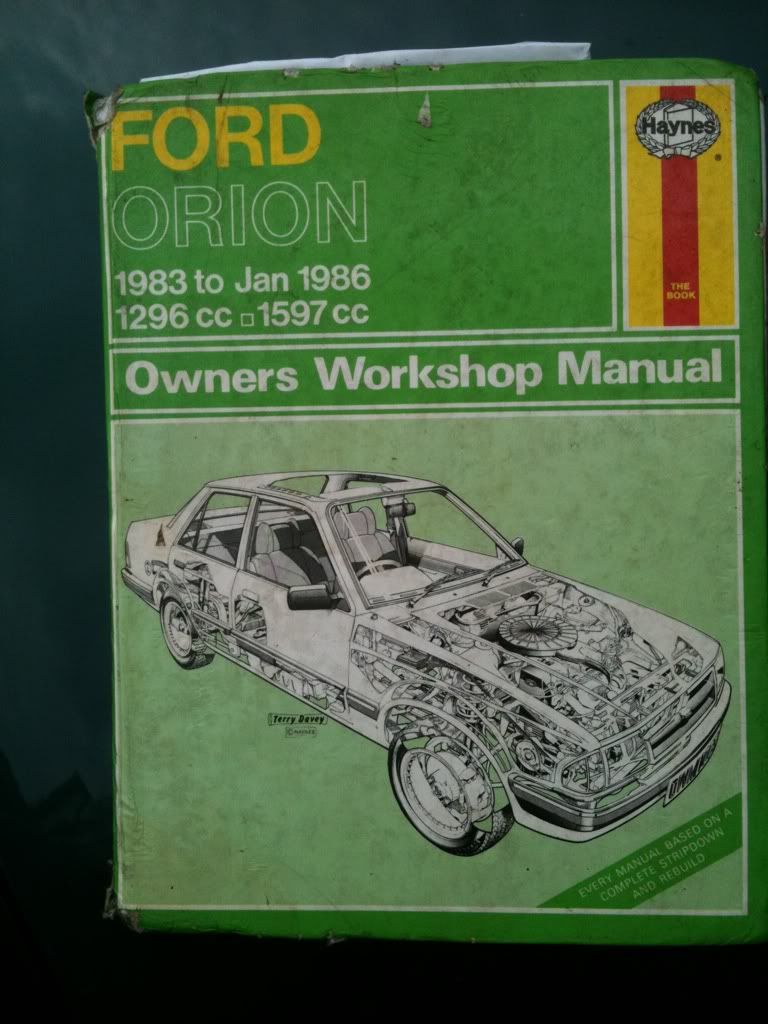 FORD
ORION
1983 to Jan 1986
1296 cc □ 1597 cc
Haynes
®
THE
BOOK
Owners Workshop Manual
Terry Davey
© HAYNES
EVERY MANUAL BASED ON A
COMPLETE STRIPDOWN
AND REBUILD